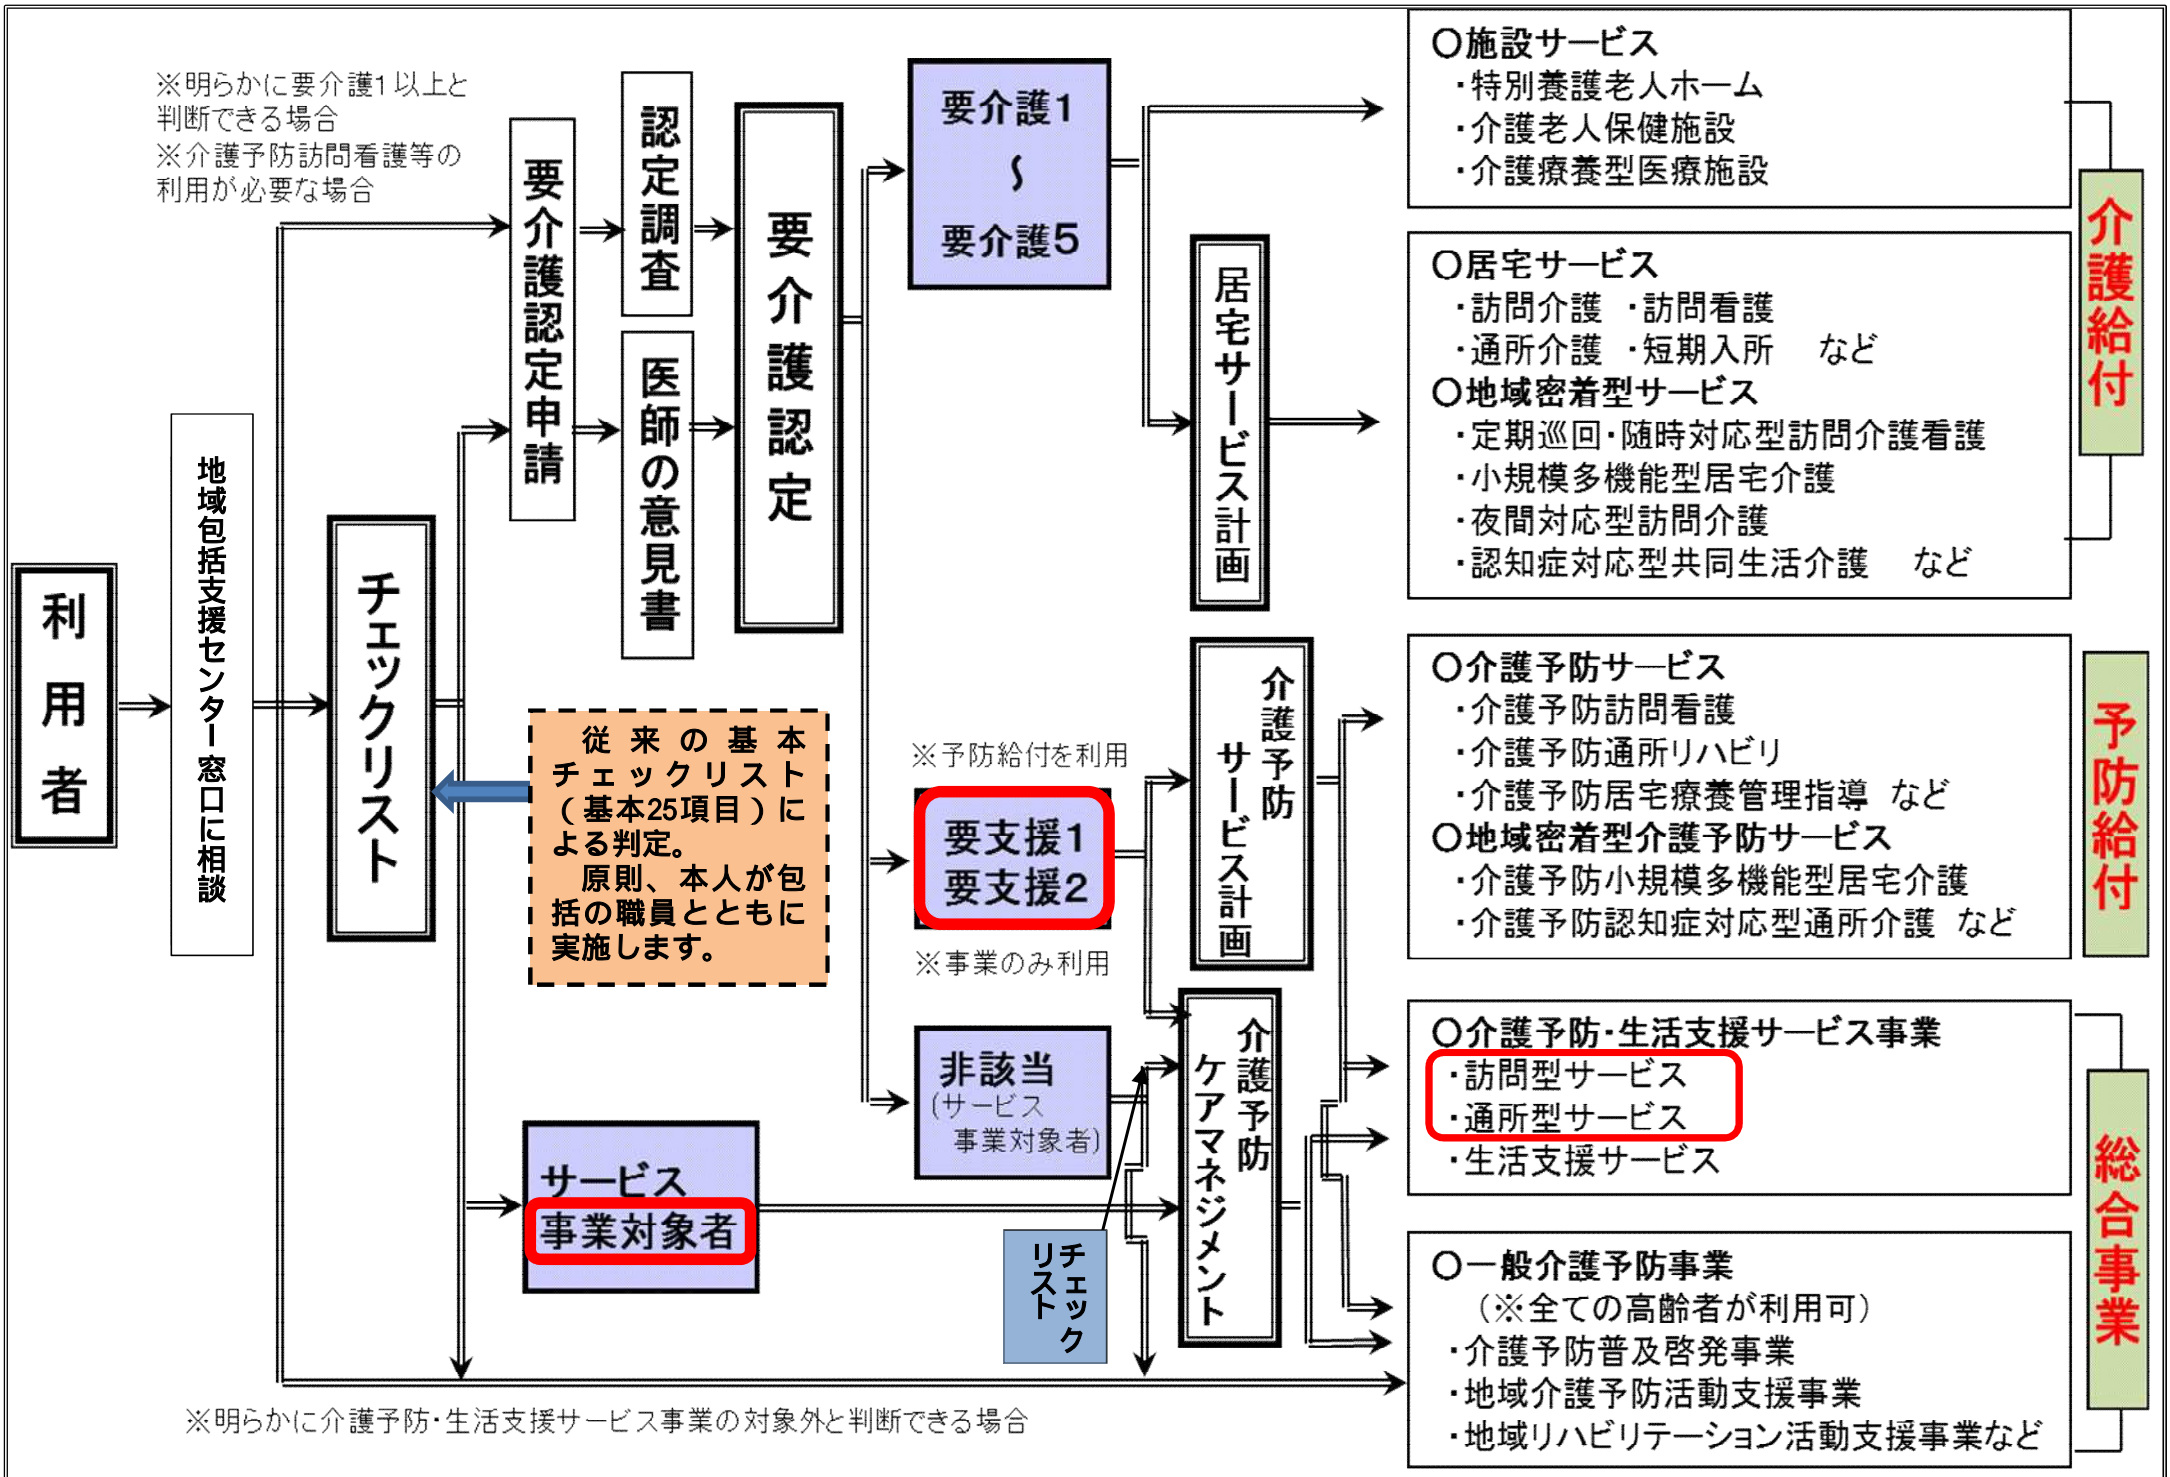 ※明らかに要介護1以上と
判断できる場合
※介護予防訪問看護等の
利用が必要な場合
利用者
地域包括支援センター窓口に相談
チェックリスト
要介護認定申請
認定調査
医師の意見書
要介護認定
従来の基本
チェックリスト
(基本25項目)に
よる判定。
原則、本人が包
括の職員とともに
実施します。
サービス
事業対象者
要介護1
〜
要介護5
※予防給付を利用
要支援1
要支援2
※事業のみ利用
非該当
(サービス
事業対象者)
チェック
リスト
居宅サービス計画
介護予防
サービス計画
介護予防
ケアマネジメント
○施設サービス
・特別養護老人ホーム
・介護老人保健施設
・介護療養型医療施設
○居宅サービス
・訪問介護 ・訪問看護
・通所介護 ・短期入所 など
○地域密着型サービス
・定期巡回・随時対応型訪問介護看護
・小規模多機能型居宅介護
・夜間対応型訪問介護
・認知症対応型共同生活介護 など
介護給付
○介護予防サービス
・介護予防訪問看護
・介護予防通所リハビリ
・介護予防居宅療養管理指導 など
○地域密着型介護予防サービス
・介護予防小規模多機能型居宅介護
・介護予防認知症対応型通所介護 など
予防給付
○介護予防・生活支援サービス事業
・訪問型サービス
・通所型サービス
・生活支援サービス
○一般介護予防事業
(※全ての高齢者が利用可)
・介護予防普及啓発事業
・地域介護予防活動支援事業
・地域リハビリテーション活動支援事業など
総合事業
※明らかに介護予防・生活支援サービス事業の対象外と判断できる場合